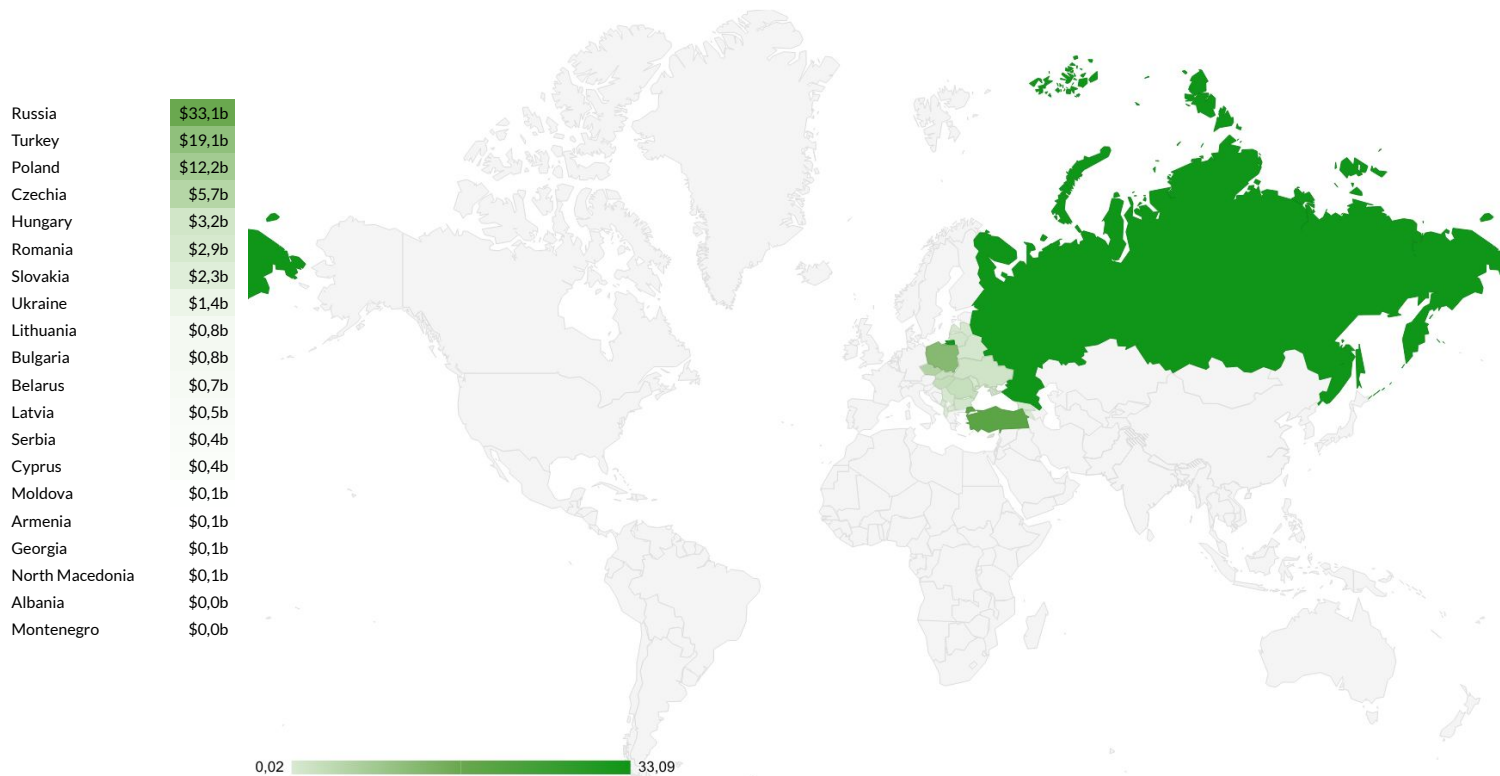 Russia $33,1b
Turkey $19,1b
Poland $12,2b
Czechia $5,7b
Hungary $3,2b
Romania $2,9b
Slovakia $2,3b
Ukraine $1,4b
Lithuania $0,8b
Bulgaria $0,8b
Belarus $0,7b
Latvia $0,5b
Serbia $0,4b
Cyprus $0,4b
Moldova $0,1b
Armenia $0,1b
Georgia $0,1b
North Macedonia $0,1b
Albania $0,0b
Montenegro $0,0b
0,02 33,09